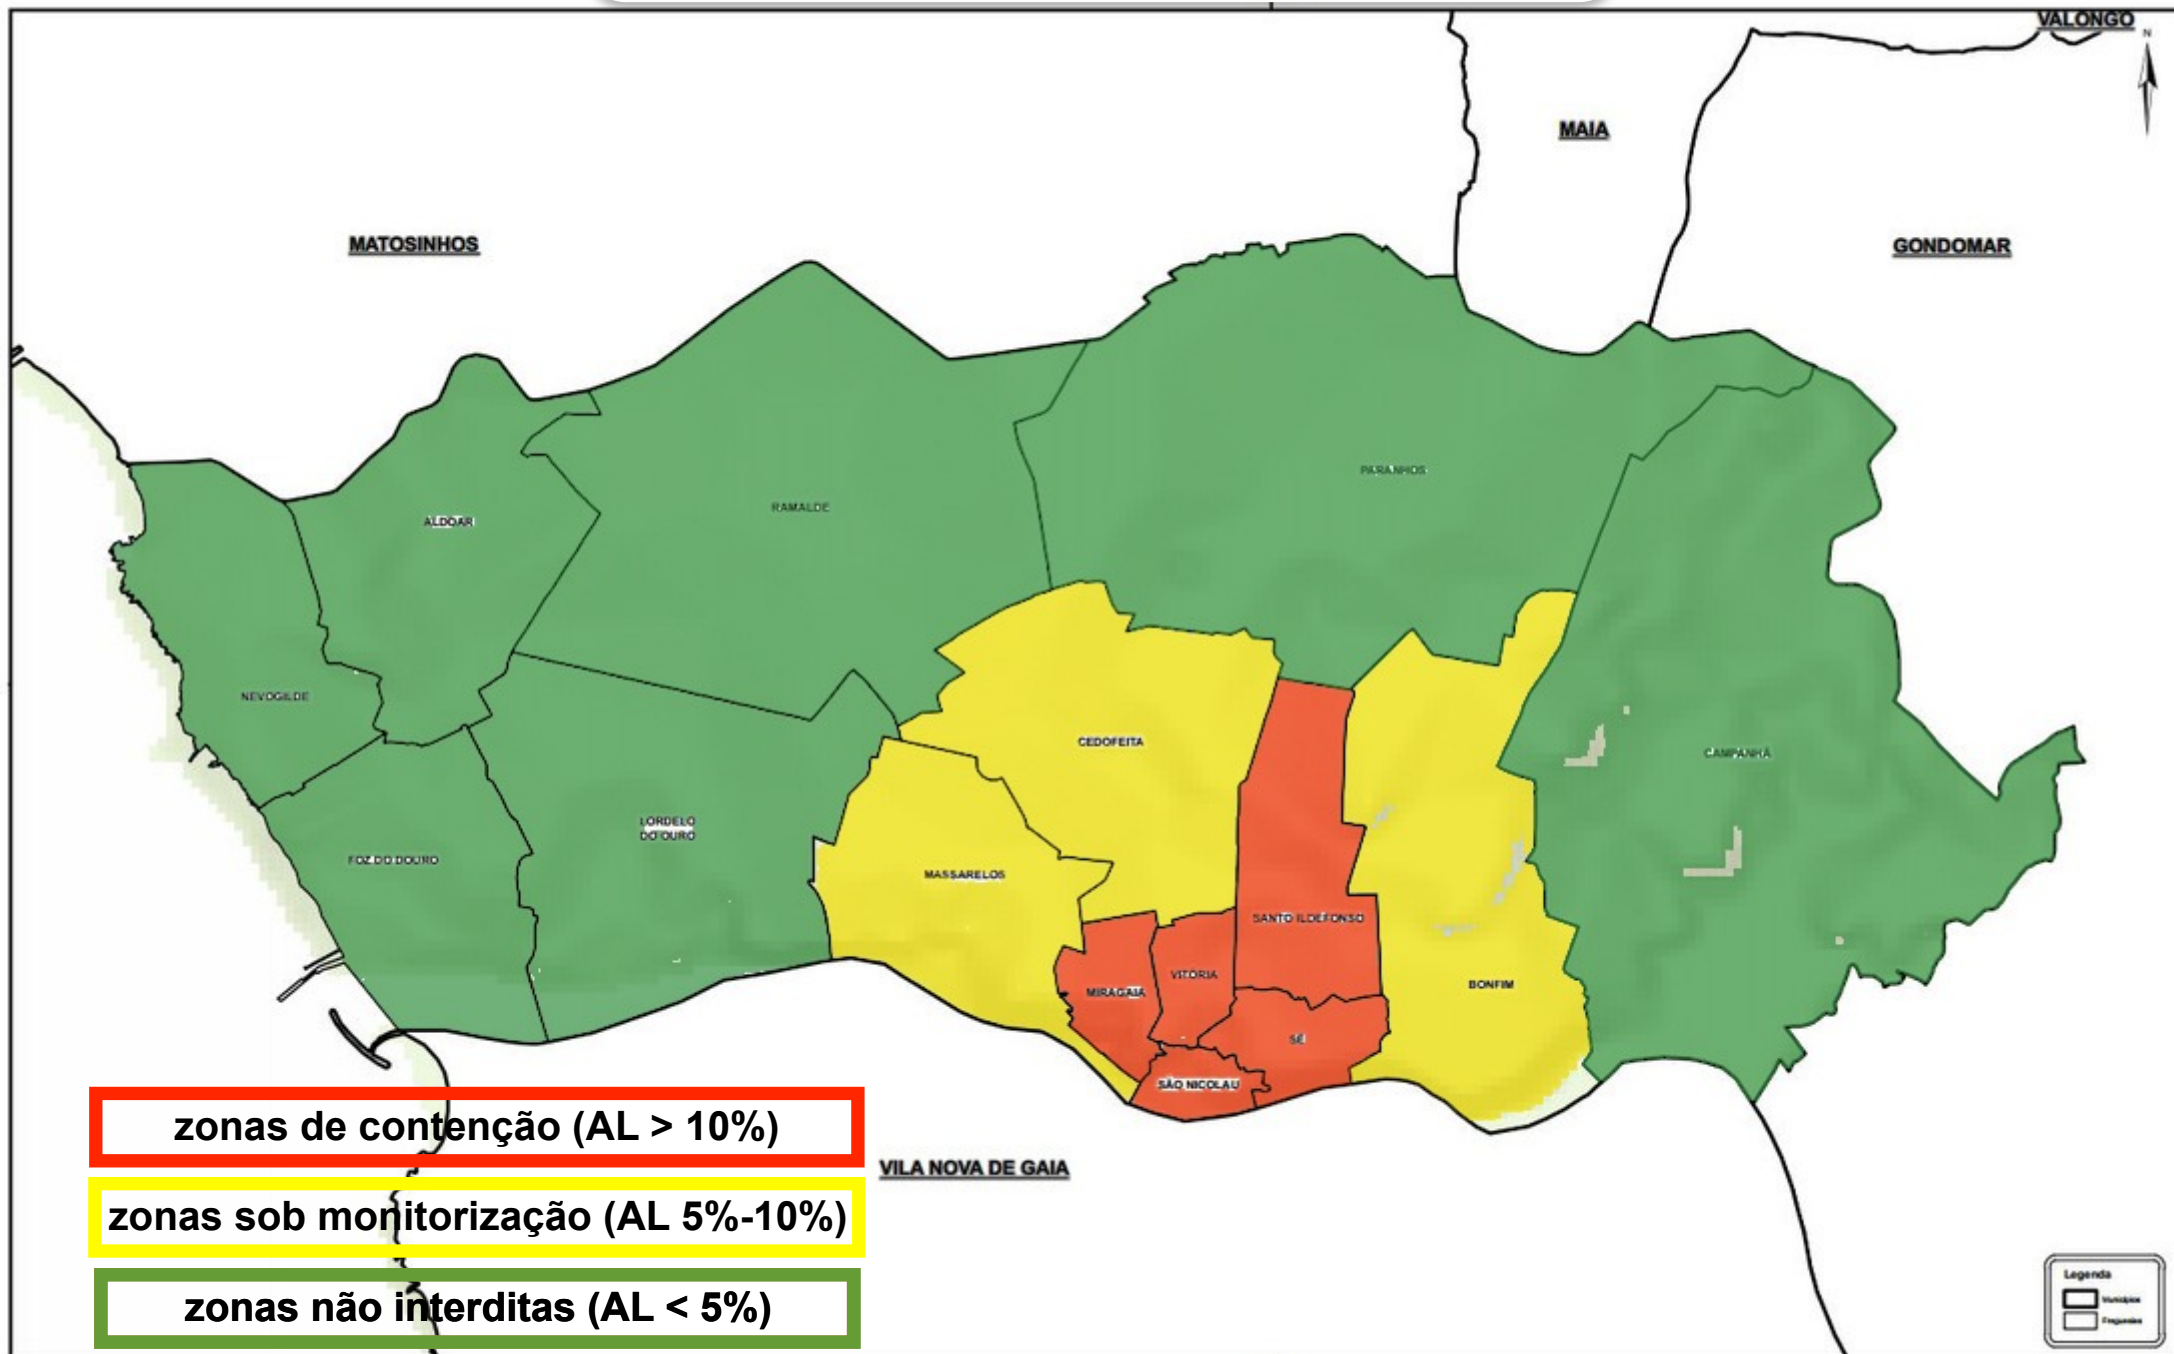 VALONGO
N
MAIA
MATOSINHOS
GONDOMAR
PARANHOS
RAMALDE
ALDOAR
NEVOGILDE
CEDOFEITA
CAMPANHÃ
LORDELO
DO OURO
FOZ DO DOURO
MASSARELOS
SANTO ILDEFONSO
VITÓRIA
MIRAGAIA
BONFIM
SÉ
SÃO NICOLAU
zonas de contenção (AL > 10%)
VILA NOVA DE GAIA
zonas sob monitorização (AL 5%-10%)
zonas não interditas (AL < 5%)
Legenda
Municípios
Freguesias